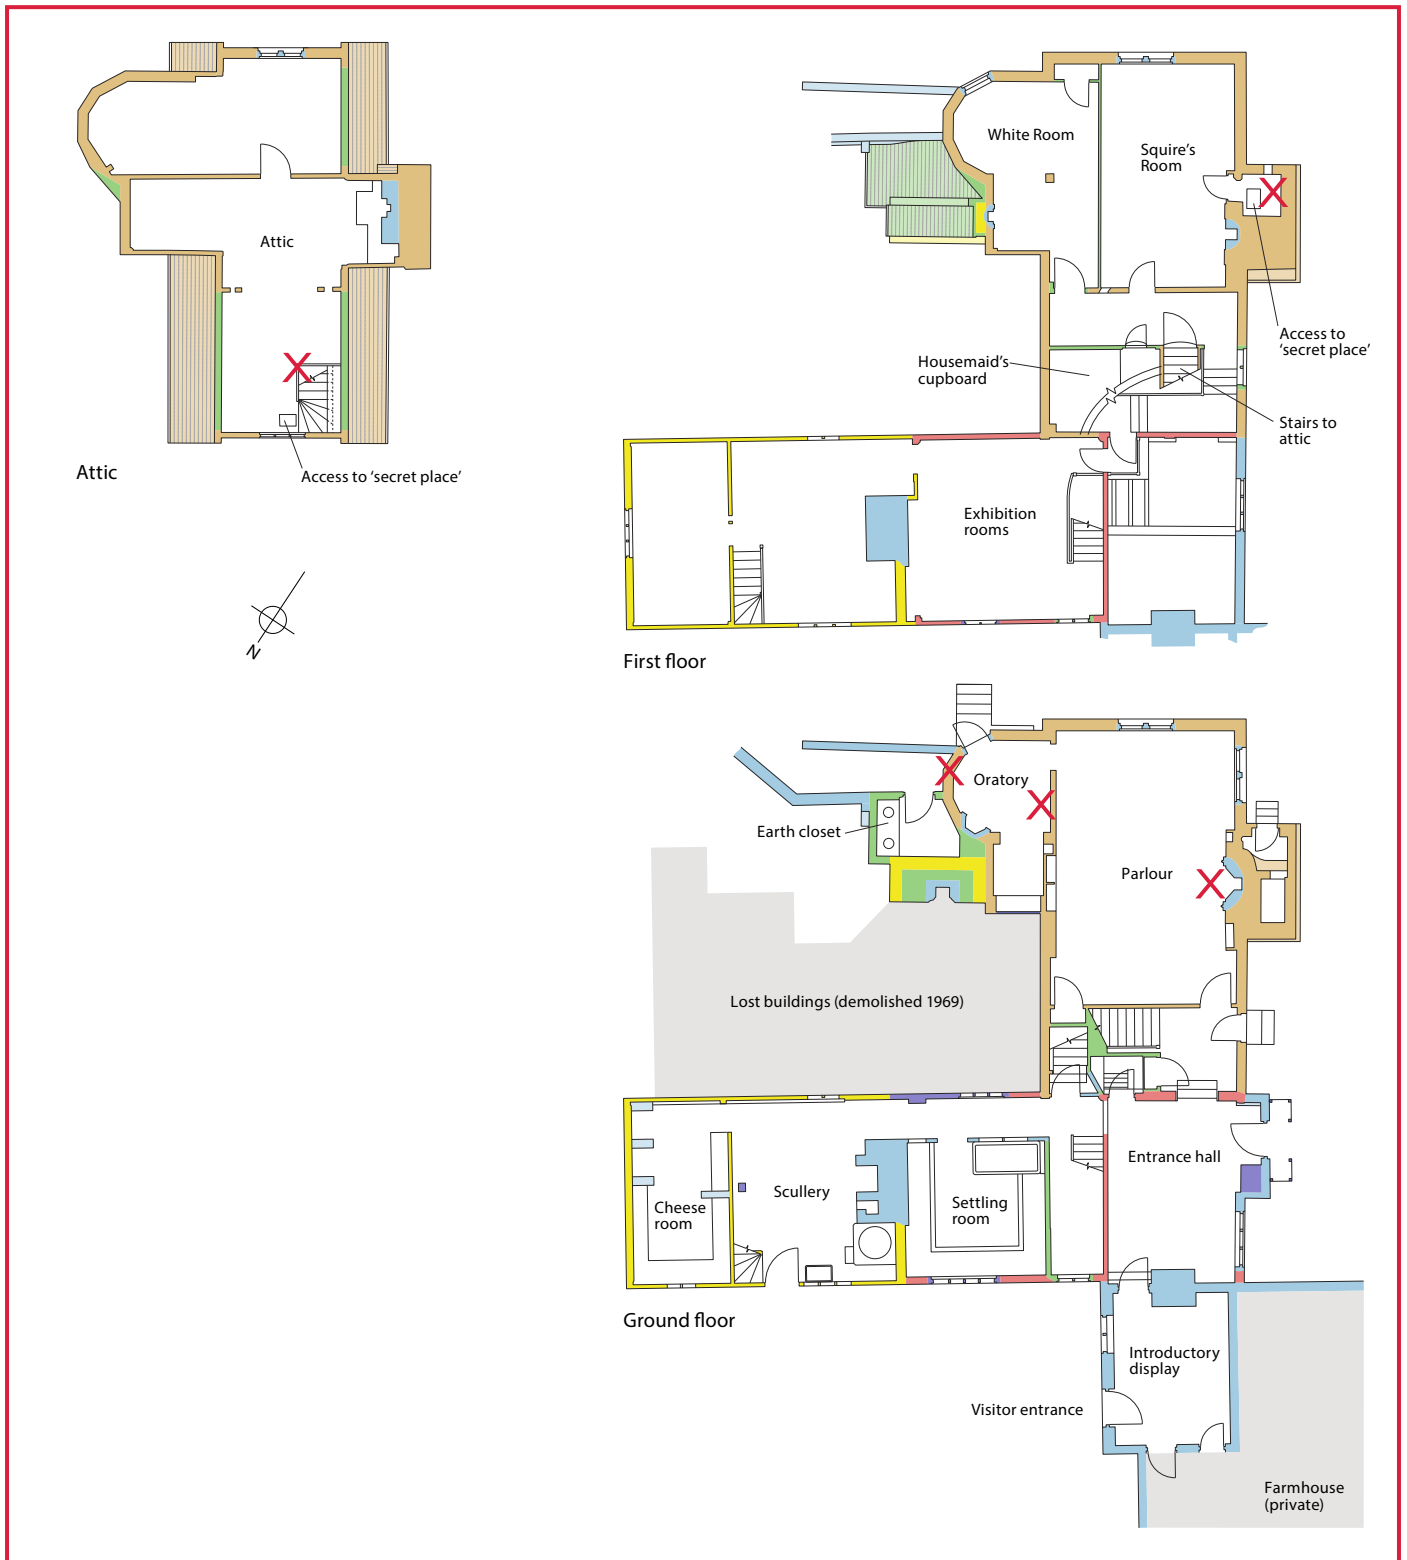 Attic
Attic
Access to ‘secret place’
N
White Room
Squire’s
Room
Access to
‘secret place’
Housemaid’s
cupboard
Stairs to
attic
Exhibition
rooms
First floor
Oratory
Earth closet
Parlour
Lost buildings (demolished 1969)
Entrance hall
Scullery
Cheese
room
Settling
room
Ground floor
Introductory
display
Visitor entrance
Farmhouse
(private)